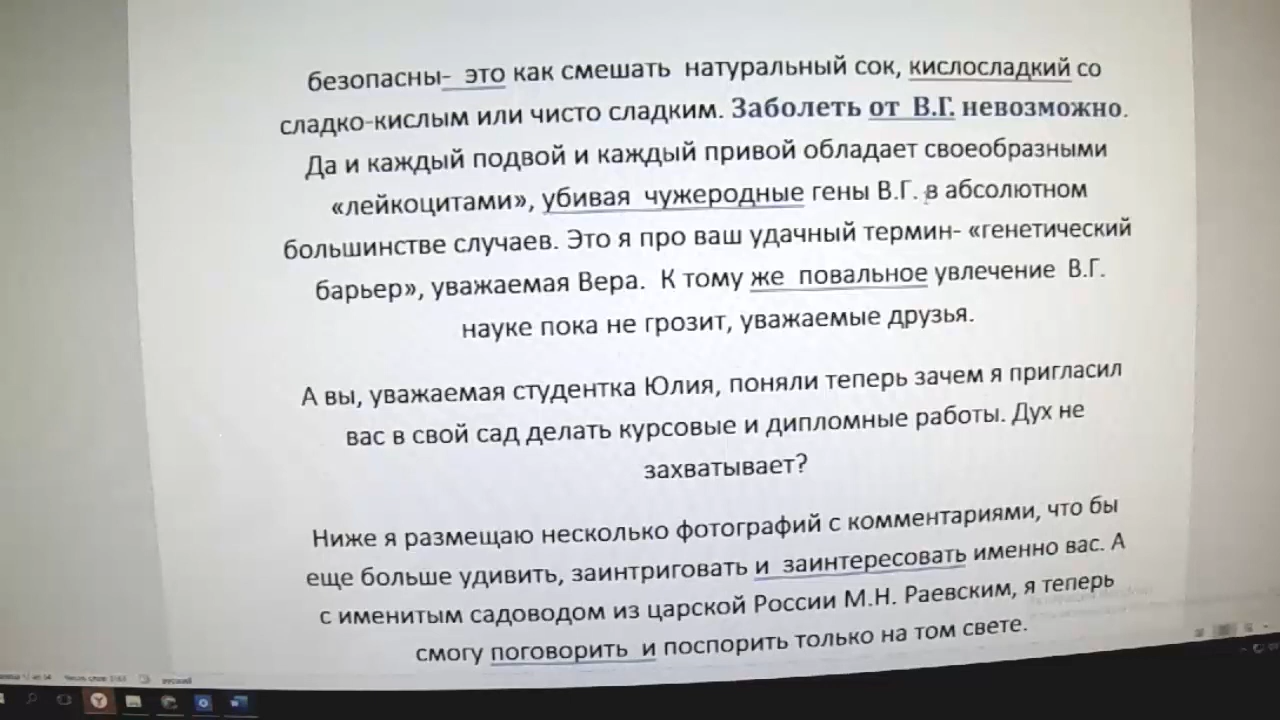 безопасны-  это как смешать  натуральный сок, кислосладкий со
сладко-кислым или чисто сладким. Заболеть от  В.Г. невозможно.
Да и каждый подвой и каждый привой обладает своеобразными
«лейкоцитами», убивая  чужеродные гены В.Г. в абсолютном
большинстве случаев. Это я про ваш удачный термин- «генетический
барьер», уважаемая Вера.  К тому же  повальное увлечение  В.Г.
науке пока не грозит, уважаемые друзья.
А вы, уважаемая студентка Юлия, поняли теперь зачем я пригласил
вас в свой сад делать курсовые и дипломные работы. Дух не
захватывает?
Ниже я размещаю несколько фотографий с комментариями, что бы
еще больше удивить, заинтриговать и  заинтересовать именно вас. А
с именитым садоводом из царской России М.Н. Раевским, я теперь
смогу поговорить  и поспорить только на том свете.
Число слов: русский